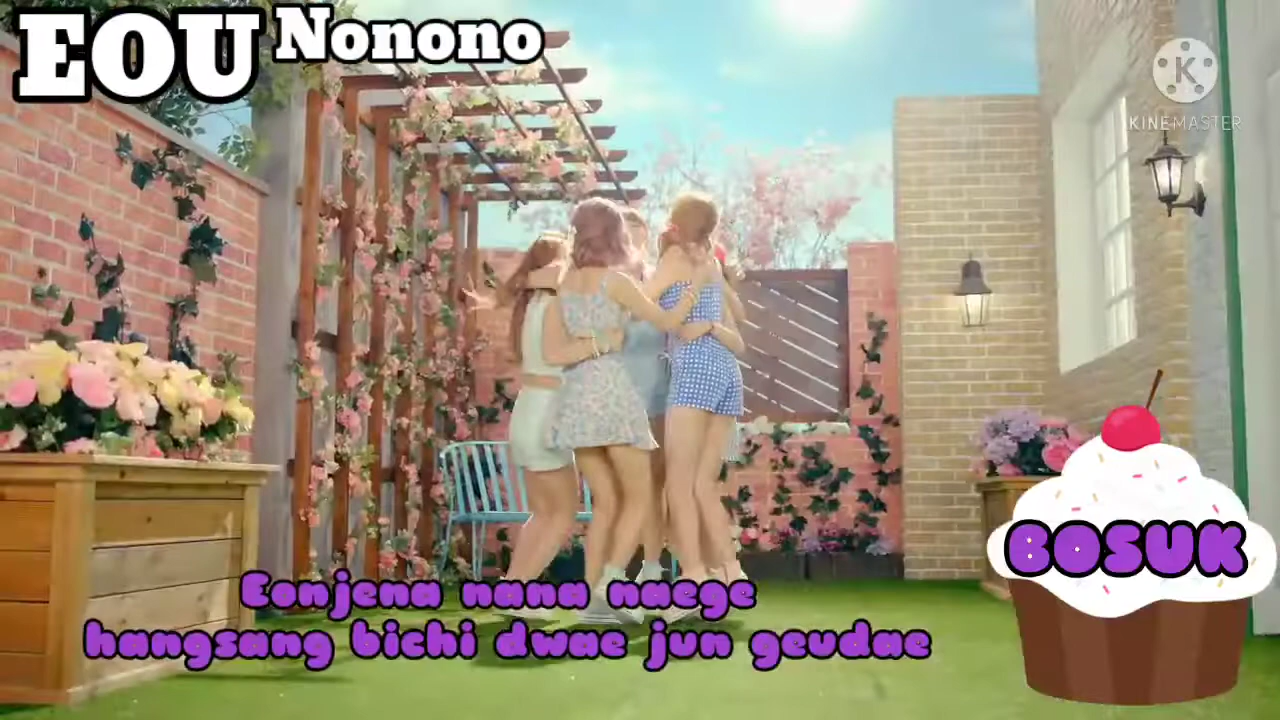 EOU Nonono
KINEMASTER
BOSUK
Eonjena nana naege
hangsang bichi dwae jun geudae